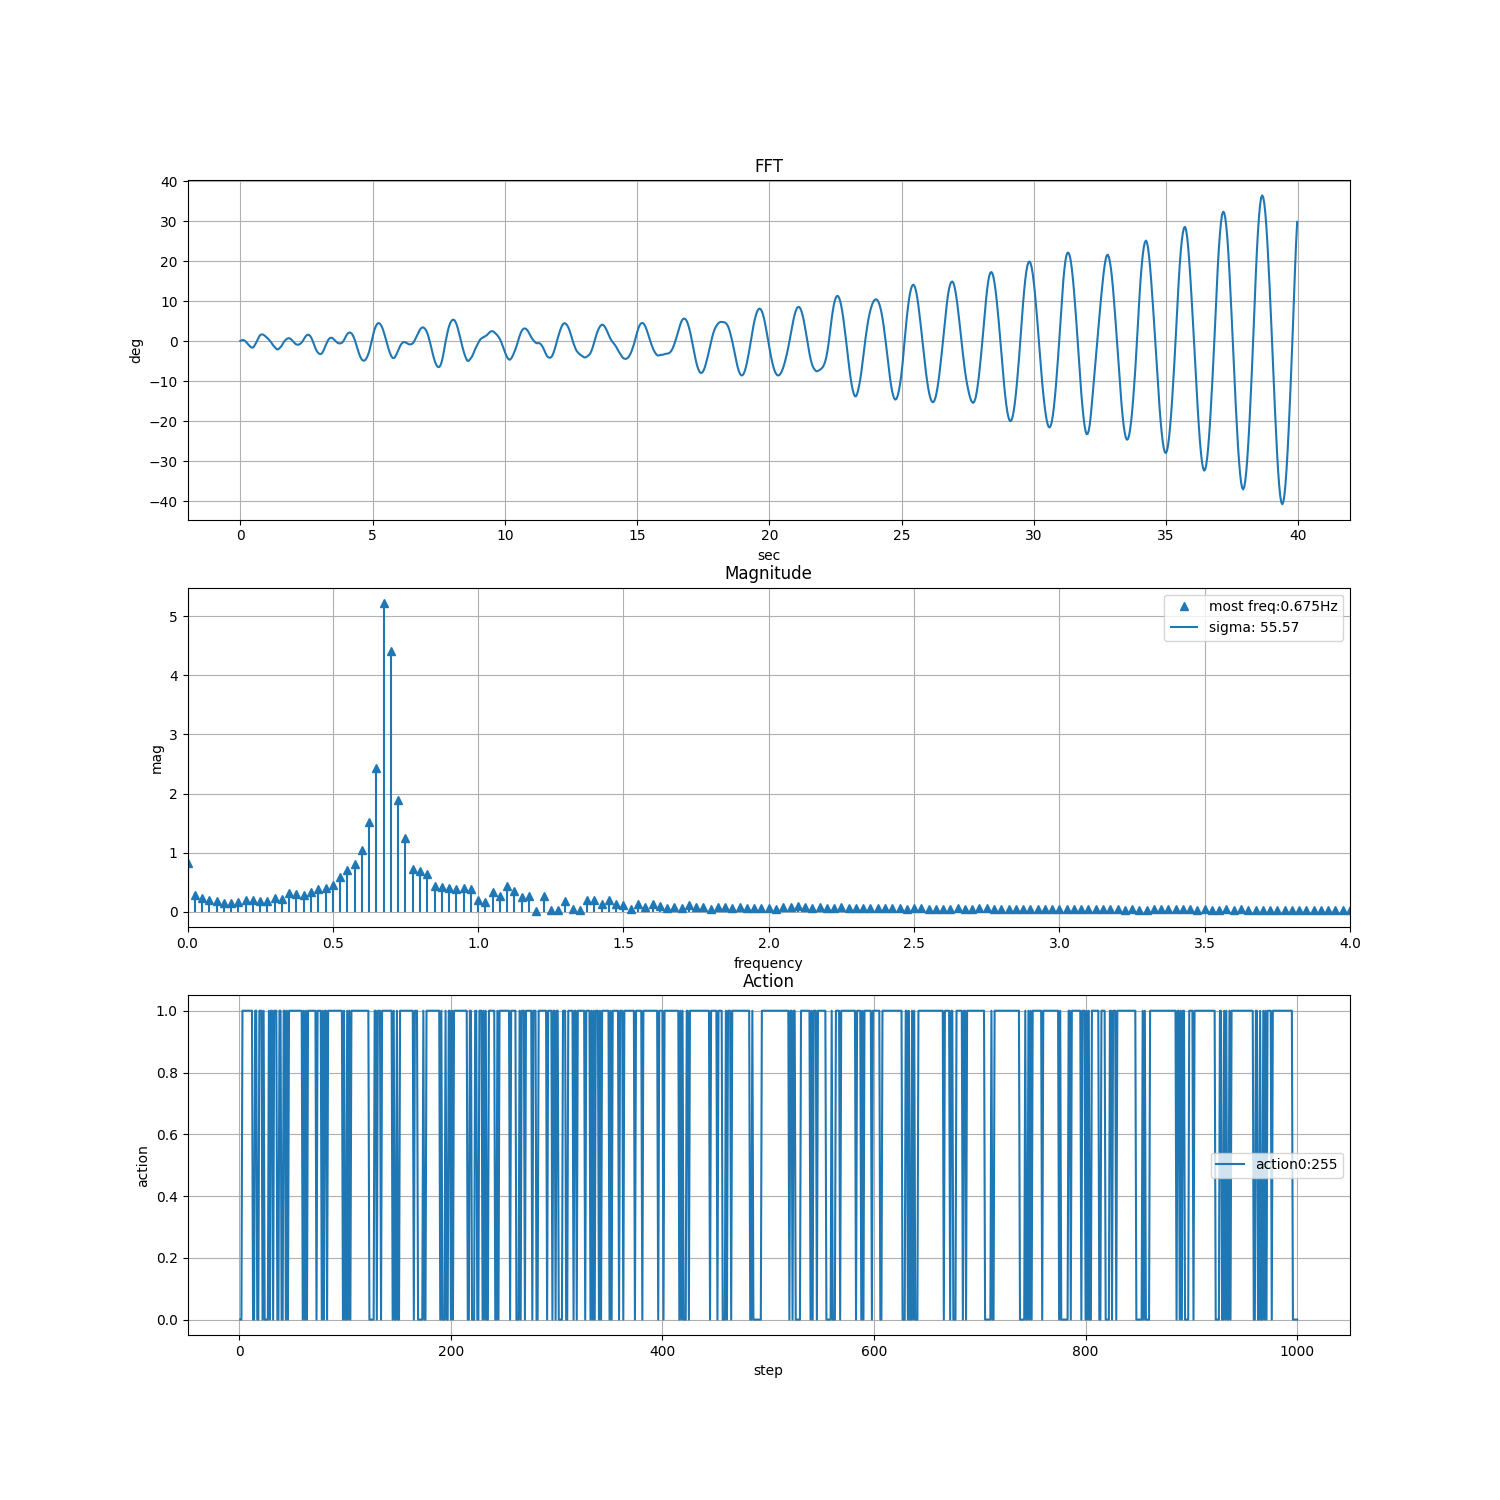 FFT
40
30
20
10
0
−10
−20
−30
−40
deg
0 5 10 15 20 25 30 35 40
sec
Magnitude
5
4
3
2
1
0
mag
most freq:0.675Hz
sigma: 55.57
0.0 0.5 1.0 1.5 2.0 2.5 3.0 3.5 4.0
frequency
Action
1.0
0.8
0.6
0.4
0.2
0.0
action
action0:255
0 200 400 600 800 1000
step